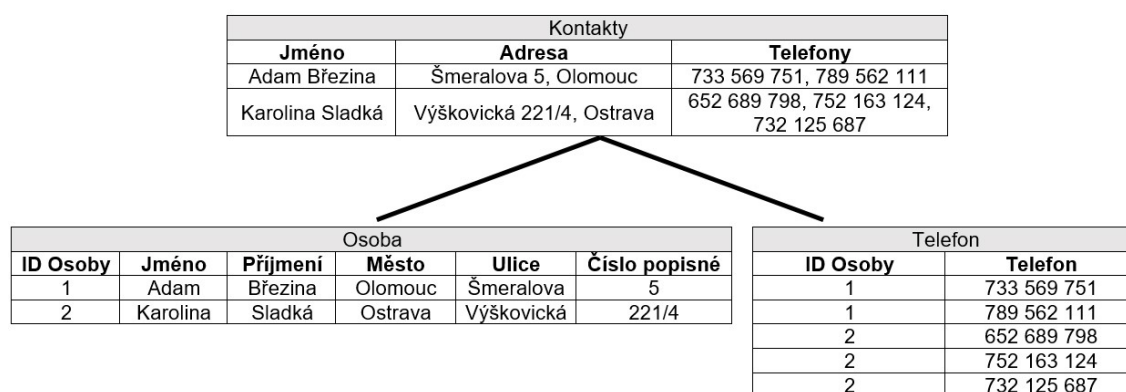 Kontakty
Jméno Adresa Telefony
Adam Březina Šmeralova 5, Olomouc 733 569 751, 789 562 111
Karolina Sladká Výškovická 221/4, Ostrava 652 689 798, 752 163 124,
732 125 687
Osoba
ID Osoby Jméno Příjmení Město Ulice Číslo popisné
1 Adam Březina Olomouc Šmeralova 5
2 Karolina Sladká Ostrava Výškovická 221/4
Telefon
ID Osoby Telefon
1 733 569 751
1 789 562 111
2 652 689 798
2 752 163 124
2 732 125 687